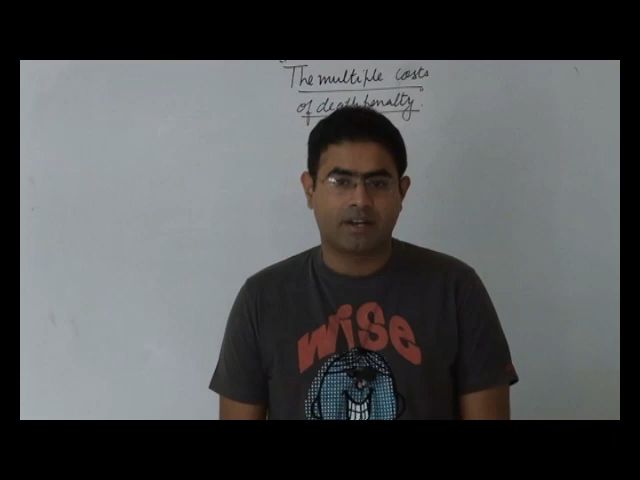 "The multiple costs
of death penalty".
wise